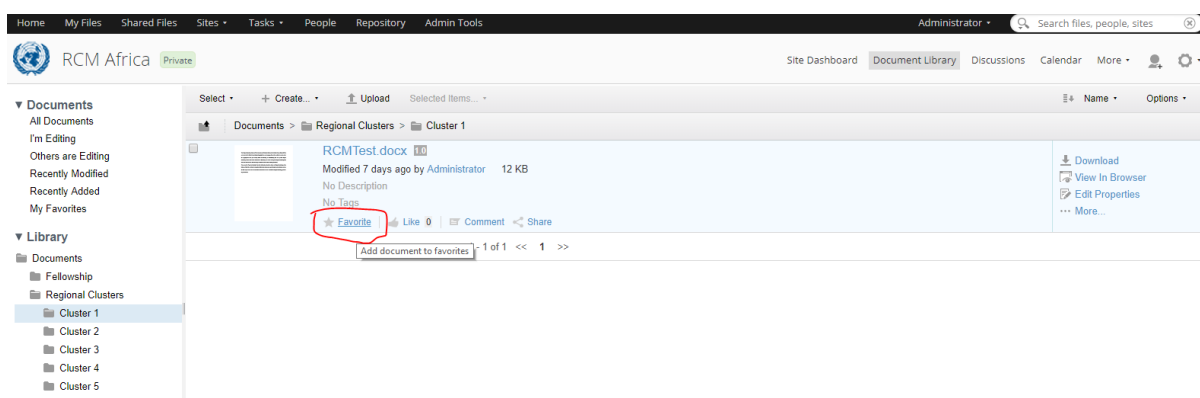 Home My Files Shared Files Sites Tasks People Repository Admin Tools Administrator Search files, people, sites
RCM Africa Private Site Dashboard Document Library Discussions Calendar More
Documents
All Documents
I'm Editing
Others are Editing
Recently Modified
Recently Added
My Favorites
Library
Documents
Fellowship
Regional Clusters
Cluster 1
Cluster 2
Cluster 3
Cluster 4
Cluster 5
Select + Create... Upload Selected Items... Name Options
Documents > Regional Clusters > Cluster 1
RCMTest.docx 1.0
Modified 7 days ago by Administrator 12 KB
No Description
No Tags
Favorite Like 0 Comment Share
Add document to favorites
- 1 of 1 << 1 >>
Download
View In Browser
Edit Properties
More...